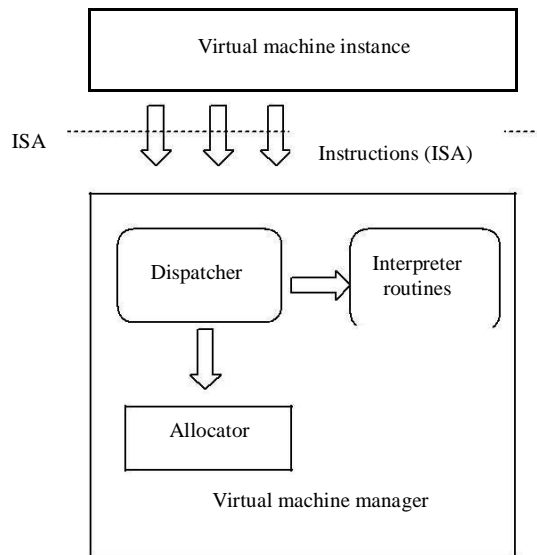 Virtual machine instance
ISA
Instructions (ISA)
Dispatcher
Interpreter
routines
Allocator
Virtual machine manager